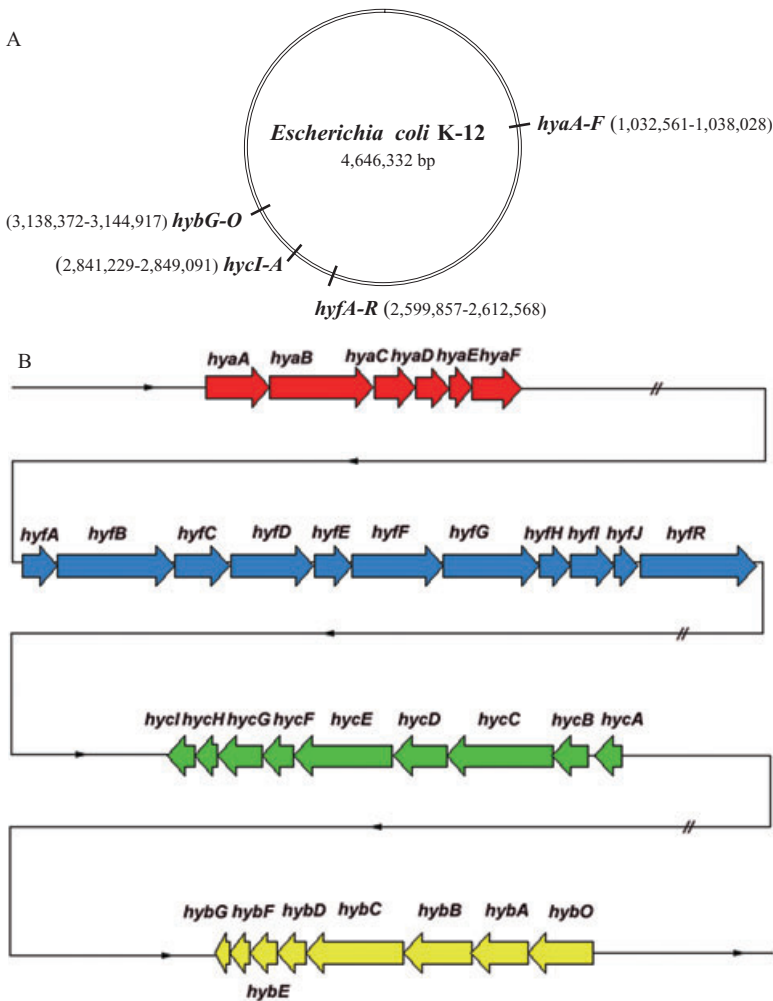 A
Escherichia coli K-12
4,646,332 bp
hyaA-F (1,032,561-1,038,028)
(3,138,372-3,144,917) hybG-O
(2,841,229-2,849,091) hycI-A
hyfA-R (2,599,857-2,612,568)
B
hyaA hyaB hyaC hyaD hyaE hyaF
hyfA hyfB hyfC hyfD hyfE hyfF hyfG hyfH hyfI hyfJ hyfR
hycI hycH hycG hycF hycE hycD hycC hycB hycA
hybG hybF hybD hybC hybB hybA hybO
hybE